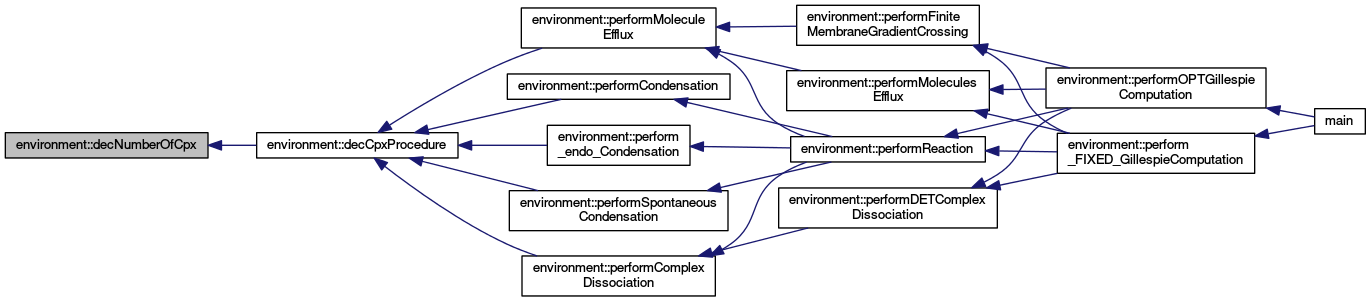 environment::decNumberOfCpx
environment::decCpxProcedure
environment::performMolecule
Efflux
environment::performCondensation
environment::perform
_endo_Condensation
environment::performSpontaneous
Condensation
environment::performComplex
Dissociation
environment::performFinite
MembraneGradientCrossing
environment::performMolecules
Efflux
environment::performReaction
environment::performDETComplex
Dissociation
environment::performOPTGillespie
Computation
environment::perform
_FIXED_GillespieComputation
main